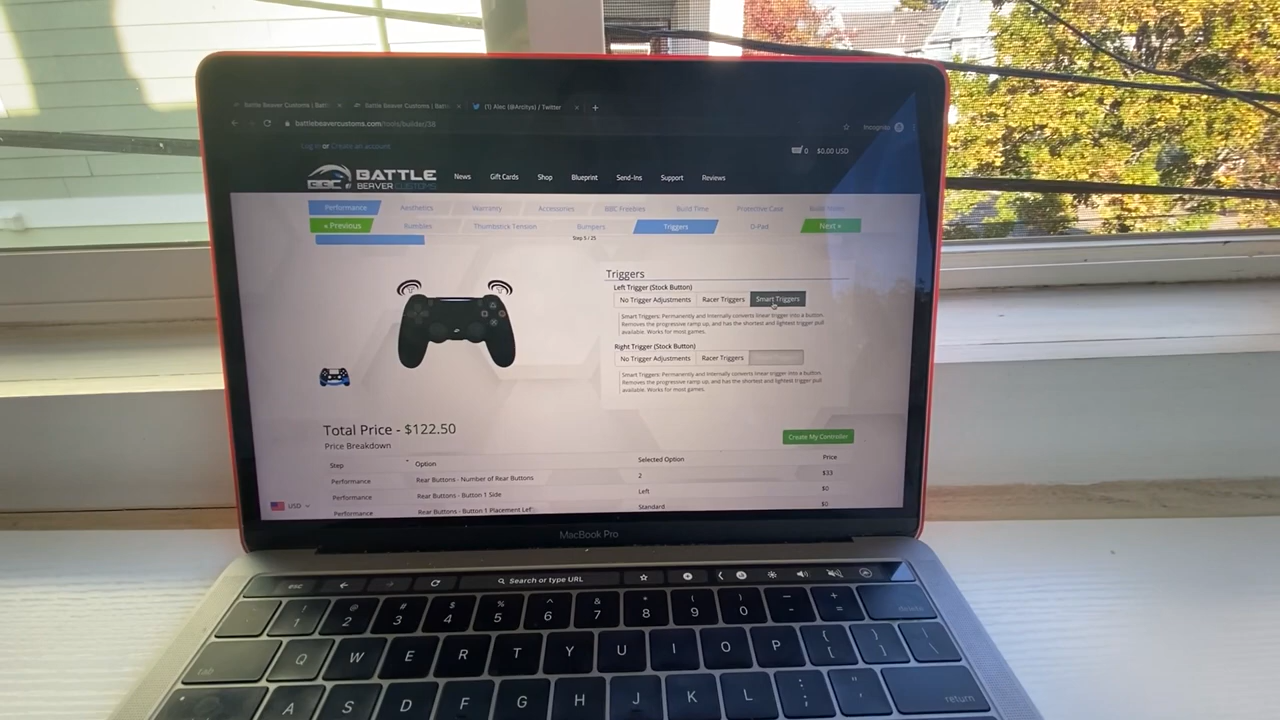 Battle Beaver Customs | Batt
Battle Beaver Customs | Batt
(1) Alec (@Arcitys) / Twitter
battlebeavercustoms.com/tools/builder/38
Incognito
Log in or Create an account
0 $0.00 USD
BBC BATTLE
BEAVER CUSTOMS
News Gift Cards Shop Blueprint Send-Ins Support Reviews
Performance Aesthetics Warranty Accessories BBC Freebies Build Time Protective Case
« Previous Rumbles Thumbstick Tension Bumpers Triggers D-Pad Next »
Step 5 / 25
Triggers
Left Trigger (Stock Button)
No Trigger Adjustments Racer Triggers Smart Triggers
Smart Triggers: Permanently and Internally converts linear trigger into a button.
Removes the progressive ramp up, and has the shortest and lightest trigger pull
available. Works for most games.
Right Trigger (Stock Button)
No Trigger Adjustments Racer Triggers
Smart Triggers: Permanently and Internally converts linear trigger into a button.
Removes the progressive ramp up, and has the shortest and lightest trigger pull
available. Works for most games.
Total Price - $122.50
Create My Controller
Price Breakdown
Step Option Selected Option Price
Performance Rear Buttons - Number of Rear Buttons 2 $33
Performance Rear Buttons - Button 1 Side Left $0
Performance Rear Buttons - Button 1 Placement Lef Standard $0
USD
MacBook Pro
esc Search or type URL
! @ # $ % ^ & * ( ) _ +
1 2 3 4 5 6 7 8 9 0 - = delete
tab Q W E R T Y U I O P { [ } ] | \
A S D F G H J K L : ; " ' return